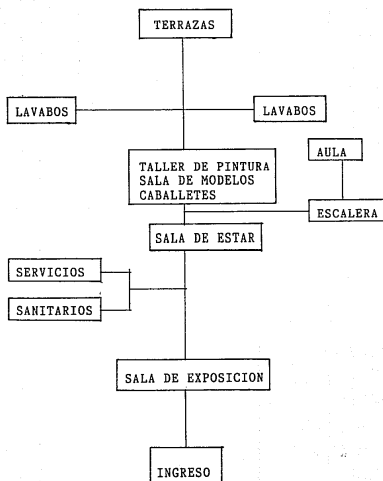 TERRAZAS
LAVABOS
LAVABOS
TALLER DE PINTURA
SALA DE MODELOS
CABALLETES
AULA
ESCALERA
SALA DE ESTAR
SERVICIOS
SANITARIOS
SALA DE EXPOSICION
INGRESO